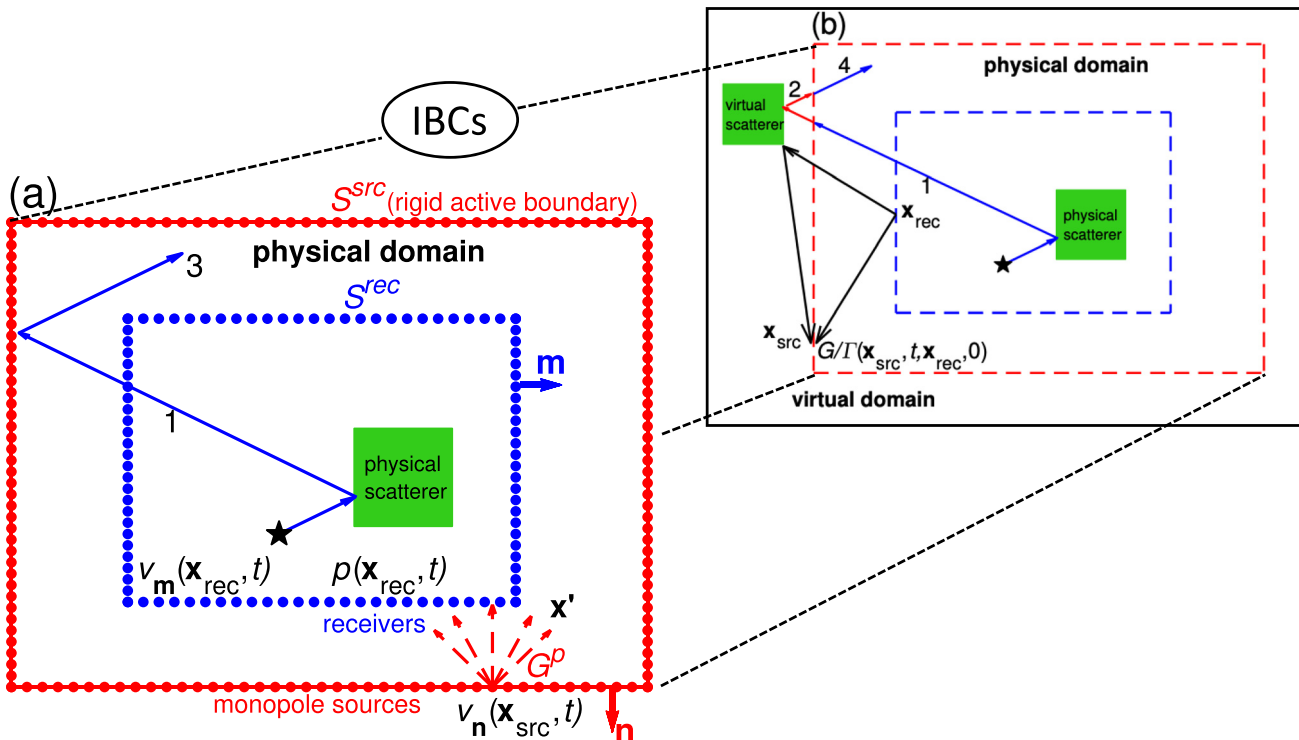 IBCs
(a)
S^src (rigid active boundary)
physical domain
3
S^rec
m
1
physical
scatterer
v_m(x_rec, t)
p(x_rec, t)
receivers
x'
G^p
monopole sources
v_n(x_src, t)
n
(b)
4
physical domain
2
virtual
scatterer
1
x_rec
physical
scatterer
x_src
G/Γ(x_src, t, x_rec, 0)
virtual domain